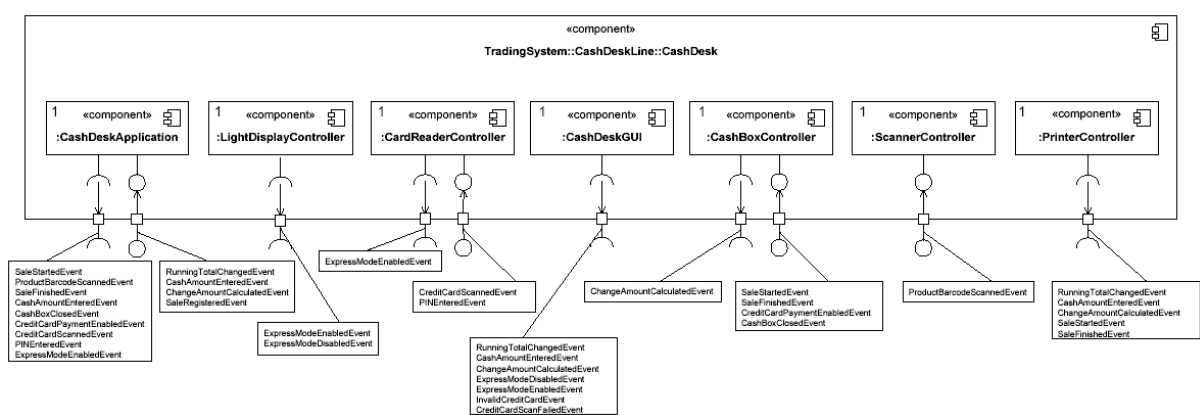 «component»
TradingSystem::CashDeskLine::CashDesk
1 «component»
:CashDeskApplication
1 «component»
:LightDisplayController
1 «component»
:CardReaderController
1 «component»
:CashDeskGUI
1 «component»
:CashBoxController
1 «component»
:ScannerController
1 «component»
:PrinterController
SaleStartedEvent
ProductBarcodeScannedEvent
SaleFinishedEvent
CashAmountEnteredEvent
CashBoxClosedEvent
CreditCardPaymentEnabledEvent
CreditCardScannedEvent
PINEnteredEvent
ExpressModeEnabledEvent
RunningTotalChangedEvent
CashAmountEnteredEvent
ChangeAmountCalculatedEvent
SaleRegisteredEvent
ExpressModeEnabledEvent
ExpressModeDisabledEvent
ExpressModeEnabledEvent
CreditCardScannedEvent
PINEnteredEvent
RunningTotalChangedEvent
CashAmountEnteredEvent
ChangeAmountCalculatedEvent
ExpressModeDisabledEvent
ExpressModeEnabledEvent
InvalidCreditCardEvent
CreditCardScanFailedEvent
ChangeAmountCalculatedEvent
SaleStartedEvent
SaleFinishedEvent
CreditCardPaymentEnabledEvent
CashBoxClosedEvent
ProductBarcodeScannedEvent
RunningTotalChangedEvent
CashAmountEnteredEvent
ChangeAmountCalculatedEvent
SaleStartedEvent
SaleFinishedEvent